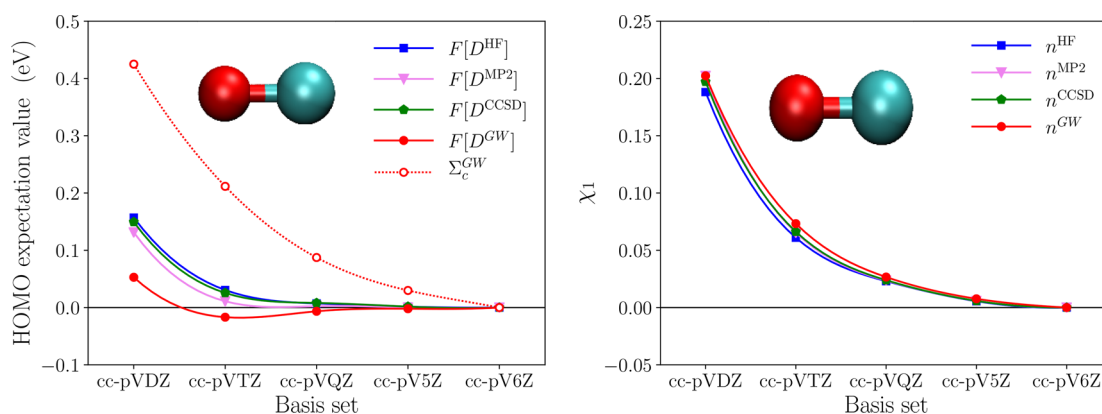 HOMO expectation value (eV)
0.5
0.4
0.3
0.2
0.1
0.0
−0.1
F[D^HF]
F[D^MP2]
F[D^CCSD]
F[D^GW]
Σ_c^GW
cc-pVDZ cc-pVTZ cc-pVQZ cc-pV5Z cc-pV6Z
Basis set
χ1
0.25
0.20
0.15
0.10
0.05
0.00
−0.05
n^HF
n^MP2
n^CCSD
n^GW
cc-pVDZ cc-pVTZ cc-pVQZ cc-pV5Z cc-pV6Z
Basis set